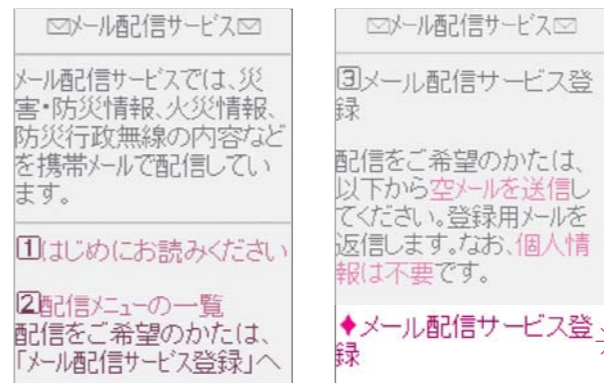 ✉メール配信サービス✉
メール配信サービスでは、災
害・防災情報、火災情報、
防災行政無線の内容など
を携帯メールで配信してい
ます。
1はじめにお読みください
2配信メニューの一覧
配信をご希望のかたは、
「メール配信サービス登録」へ
✉メール配信サービス✉
3メール配信サービス登
録
配信をご希望のかたは、
以下から空メールを送信し
てください。登録用メールを
返信します。なお、個人情
報は不要です。
♦メール配信サービス登
録